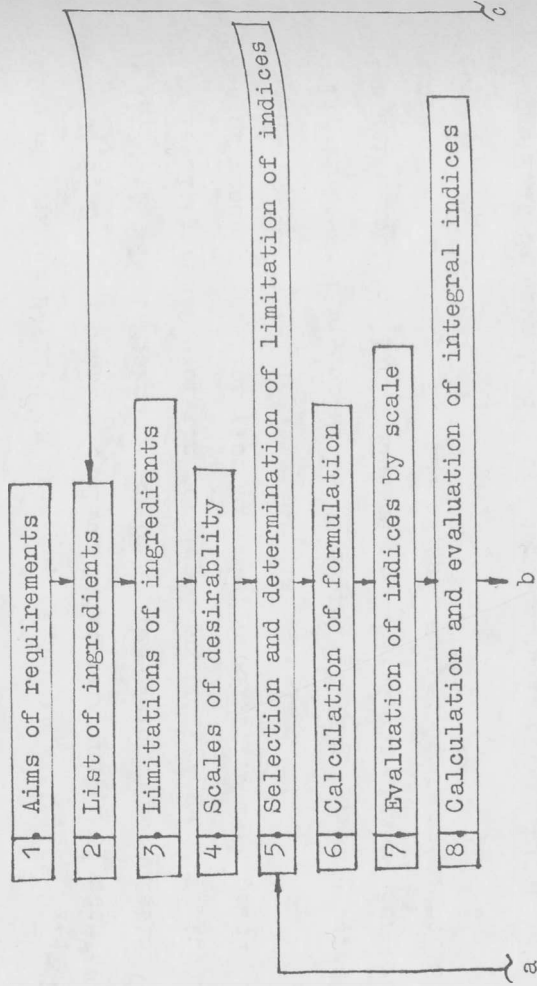 1 Aims of requirements
2 List of ingredients
3 Limitations of ingredients
4 Scales of desirablity
5 Selection and determination of limitation of indices
6 Calculation of formulation
7 Evaluation of indices by scale
8 Calculation and evaluation of integral indices
a
b
c